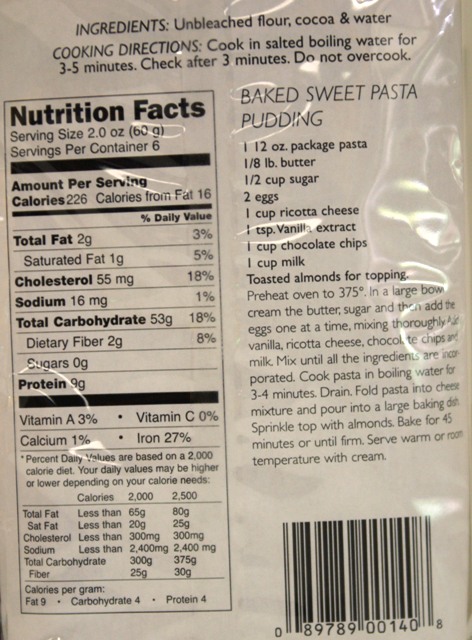 INGREDIENTS: Unbleached flour, cocoa & water
COOKING DIRECTIONS: Cook in salted boiling water for
3-5 minutes. Check after 3 minutes. Do not overcook.
Nutrition Facts
Serving Size 2.0 oz (60 g)
Servings Per Container 6
Amount Per Serving
Calories 226 Calories from Fat 16
% Daily Value
Total Fat 2g 3%
Saturated Fat 1g 5%
Cholesterol 55 mg 18%
Sodium 16 mg 1%
Total Carbohydrate 53g 18%
Dietary Fiber 2g 8%
Sugars 0g
Protein 9g
Vitamin A 3% • Vitamin C 0%
Calcium 1% • Iron 27%
*Percent Daily Values are based on a 2,000
calorie diet. Your daily values may be higher
or lower depending on your calorie needs:
Calories 2,000 2,500
Total Fat Less than 65g 80g
Sat Fat Less than 20g 25g
Cholesterol Less than 300mg 300mg
Sodium Less than 2,400mg 2,400 mg
Total Carbohydrate 300g 375g
Fiber 25g 30g
Calories per gram:
Fat 9 • Carbohydrate 4 • Protein 4
BAKED SWEET PASTA
PUDDING
1 12 oz. package pasta
1/8 lb. butter
1/2 cup sugar
2 eggs
1 cup ricotta cheese
1 tsp. Vanilla extract
1 cup chocolate chips
1 cup milk
Toasted almonds for topping.
Preheat oven to 375°. In a large bowl
cream the butter, sugar and then add the
eggs one at a time, mixing thoroughly. Add
vanilla, ricotta cheese, chocolate chips and
milk. Mix until all the ingredients are incor-
porated. Cook pasta in boiling water for
3-4 minutes. Drain. Fold pasta into cheese
mixture and pour into a large baking dish.
Sprinkle top with almonds. Bake for 45
minutes or until firm. Serve warm or room
temperature with cream.
0 89789 00140 8